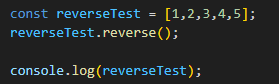 const reverseTest = [1,2,3,4,5];
reverseTest.reverse();
console.log(reverseTest);